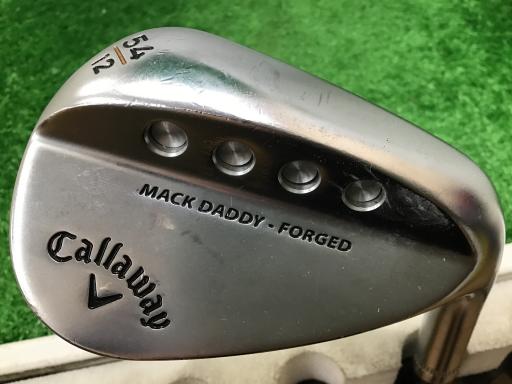 54
12
MACK DADDY - FORGED
Callaway